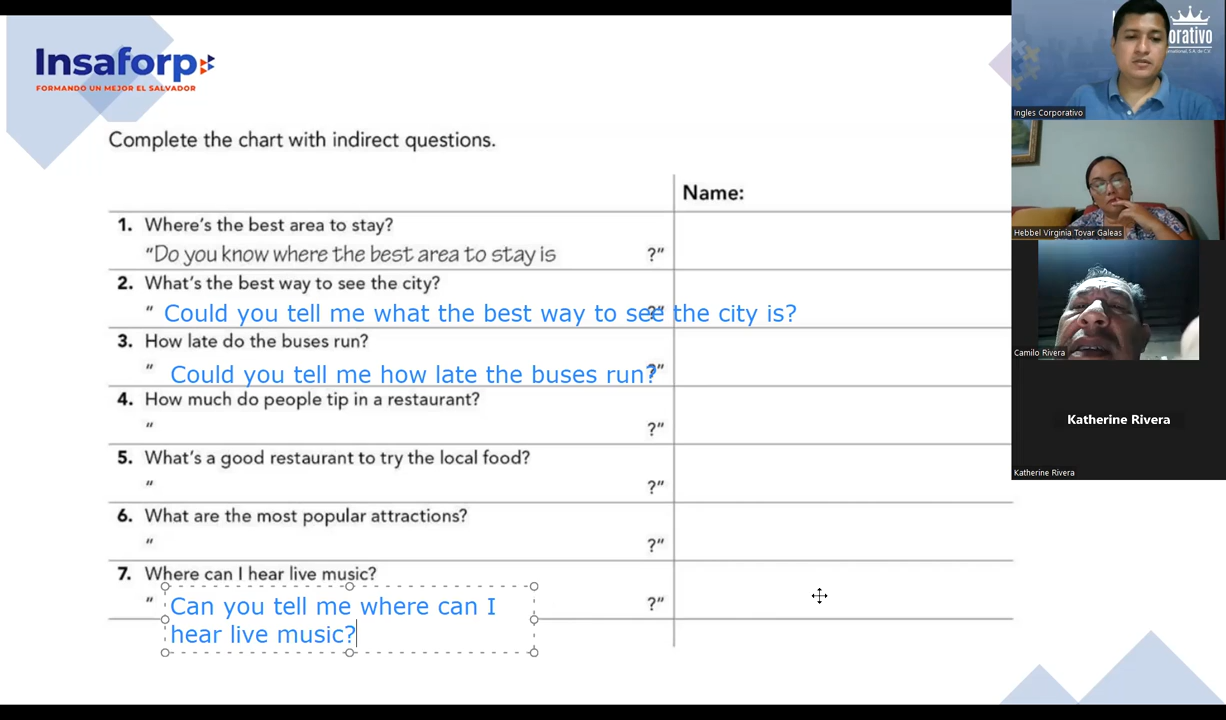 Insaforp
FORMANDO UN MEJOR EL SALVADOR
Complete the chart with indirect questions.
Name:
1. Where's the best area to stay?
"Do you know where the best area to stay is ?"
2. What's the best way to see the city?
" Could you tell me what the best way to see the city is?
?"
3. How late do the buses run?
" Could you tell me how late the buses run?
?"
4. How much do people tip in a restaurant?
" ?"
5. What's a good restaurant to try the local food?
" ?"
6. What are the most popular attractions?
" ?"
7. Where can I hear live music?
" Can you tell me where can I ?"
hear live music?
orativo
Ingles Corporativo
Hebbel Virginia Tovar Galeas
Camilo Rivera
Katherine Rivera
Katherine Rivera